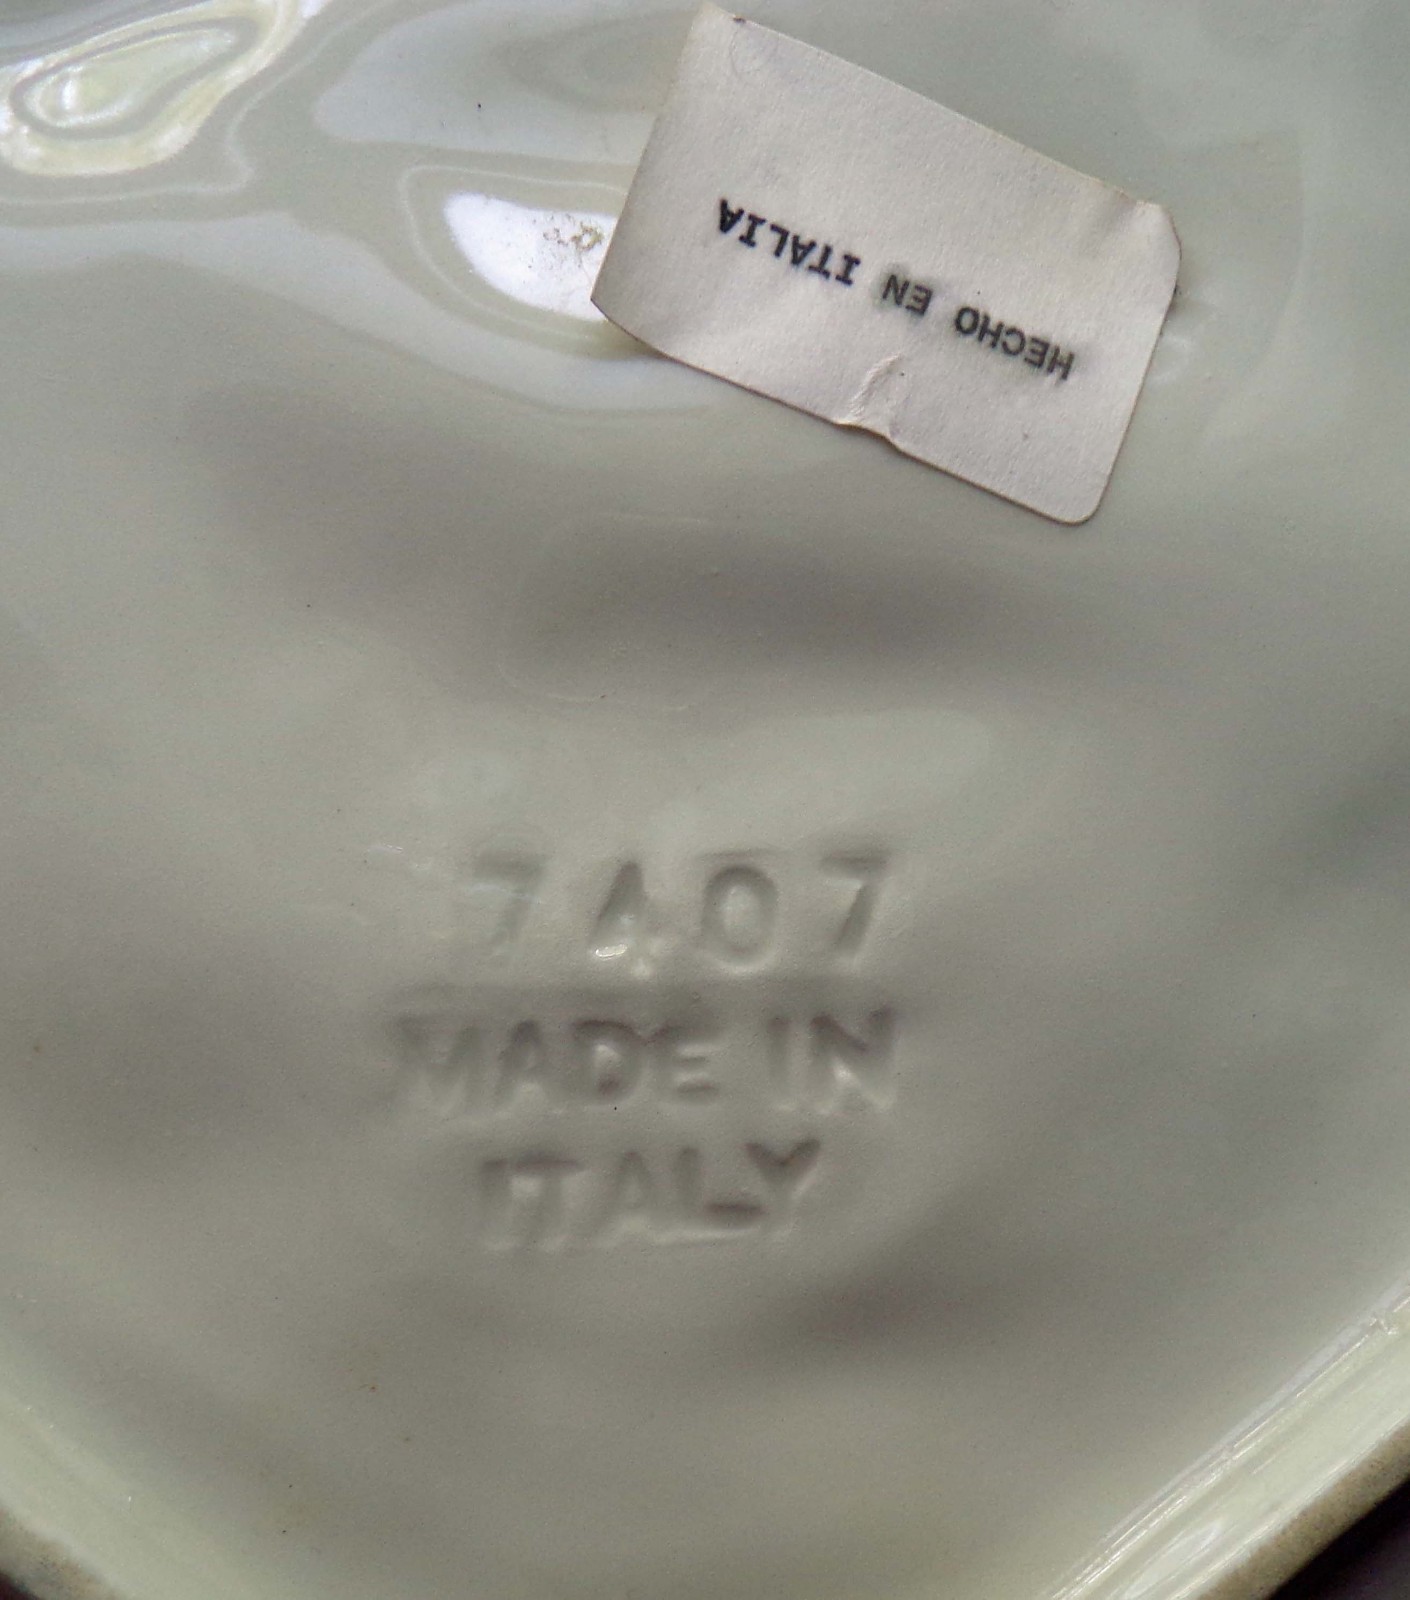 HECHO EN ITALIA
7407
MADE IN
ITALY